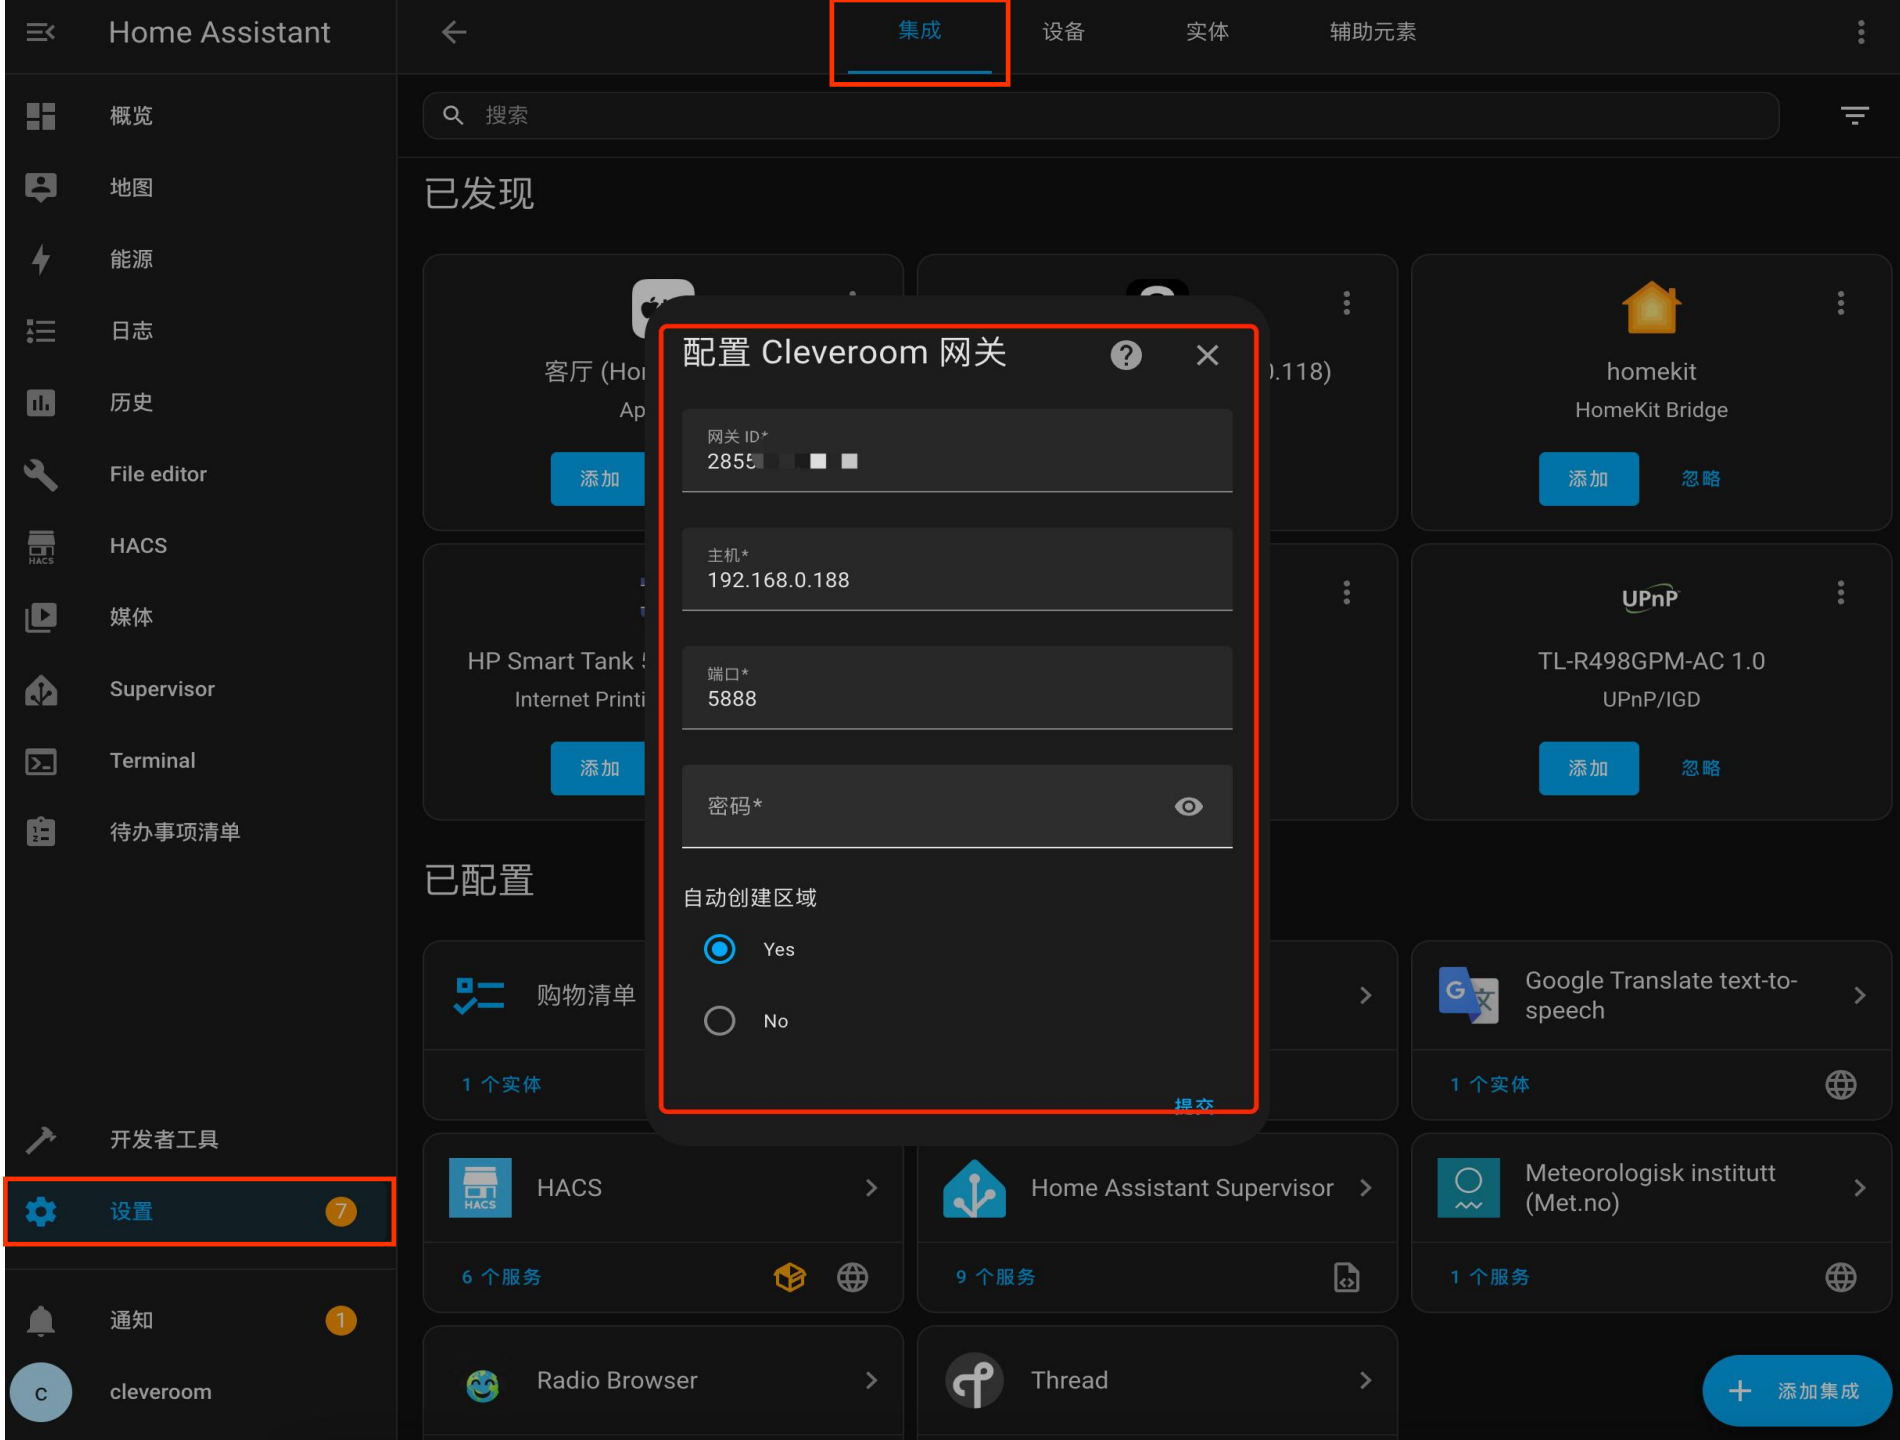 Home Assistant
集成
设备
实体
辅助元素
概览
搜索
地图
已发现
能源
日志
历史
File editor
HACS
HACS
媒体
Supervisor
Terminal
待办事项清单
开发者工具
设置
7
通知
1
c
cleveroom
客厅 (Hor
Ap
添加
.118)
homekit
HomeKit Bridge
添加
忽略
HP Smart Tank
Internet Printi
添加
UPnP
TL-R498GPM-AC 1.0
UPnP/IGD
添加
忽略
配置 Cleveroom 网关
网关 ID*
2855
主机*
192.168.0.188
端口*
5888
密码*
自动创建区域
Yes
No
提交
已配置
购物清单
1 个实体
Google Translate text-to-
speech
1 个实体
HACS
HACS
6 个服务
Home Assistant Supervisor
9 个服务
Meteorologisk institutt
(Met.no)
1 个服务
Radio Browser
Thread
添加集成